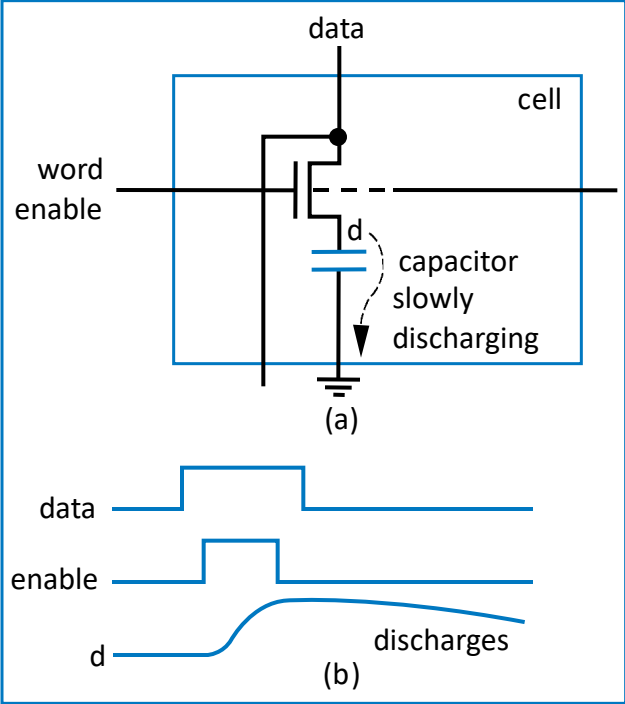 data
cell
word
enable
d
capacitor
slowly
discharging
(a)
data
enable
d
discharges
(b)